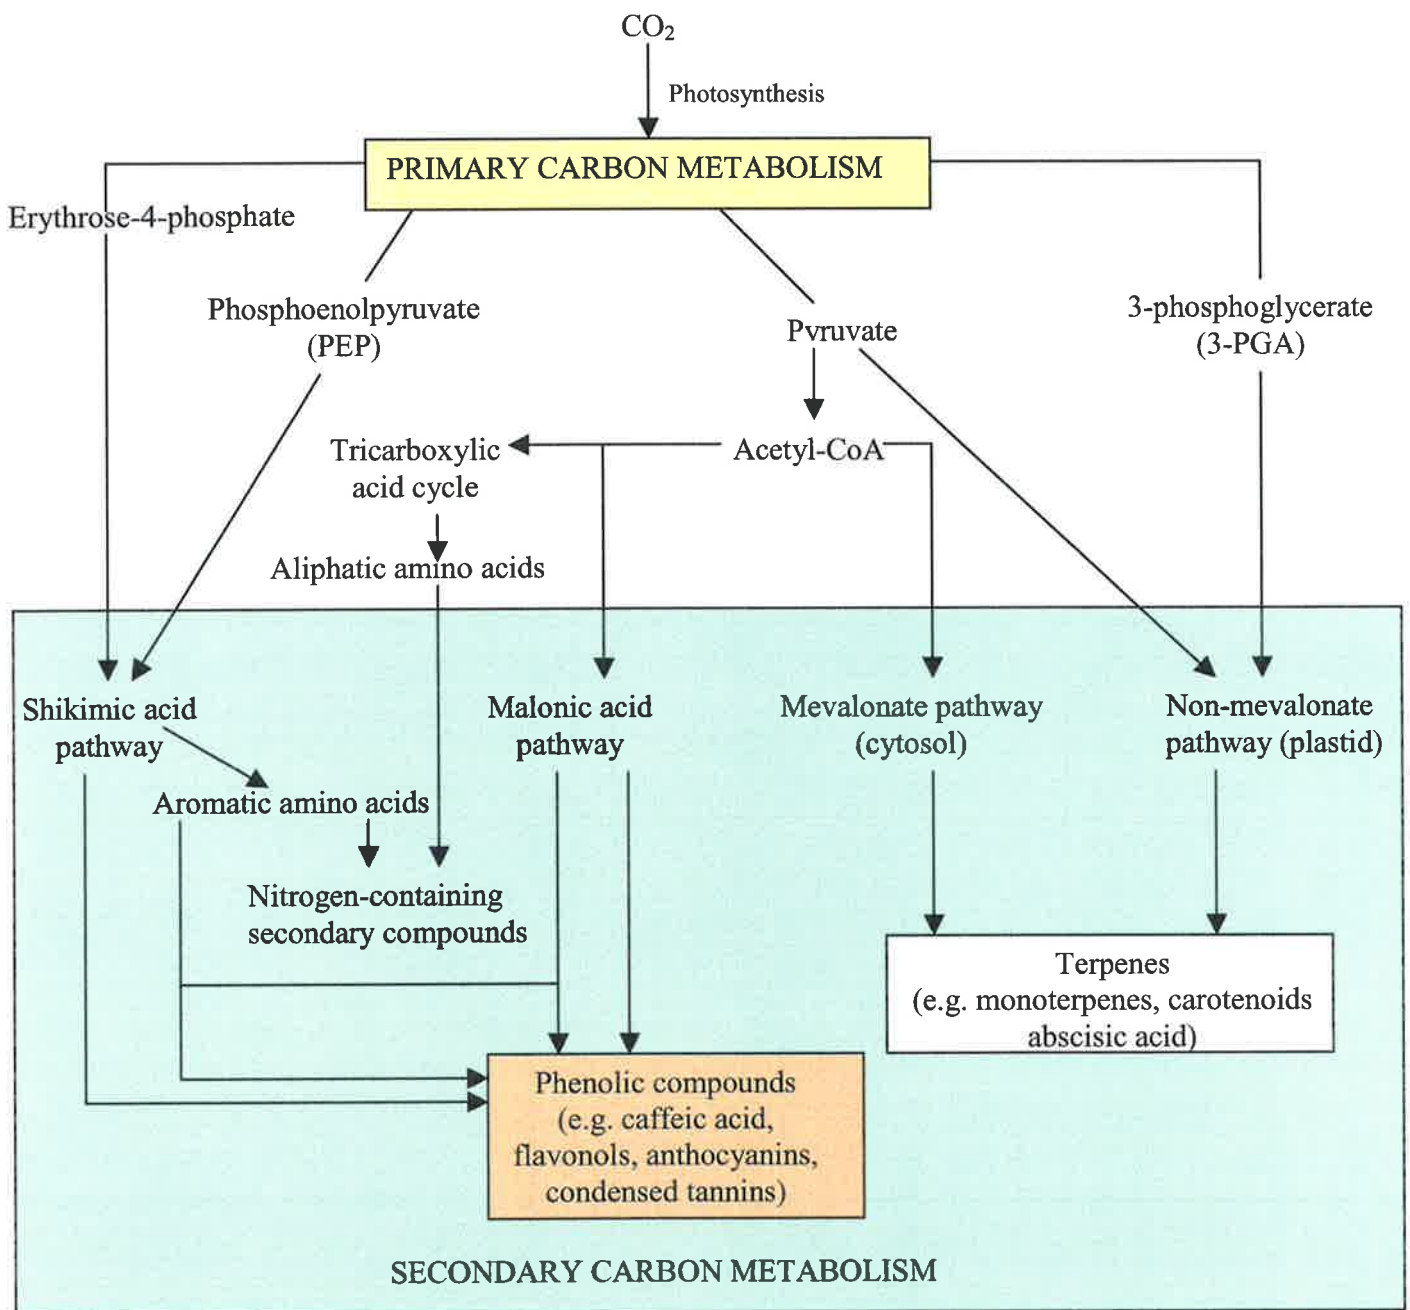 CO₂
Photosynthesis
PRIMARY CARBON METABOLISM
Erythrose-4-phosphate
Phosphoenolpyruvate
(PEP)
Pvruvate
3-phosphoglycerate
(3-PGA)
Tricarboxylic
acid cycle
Acetyl-CoA
Aliphatic amino acids
Shikimic acid
pathway
Malonic acid
pathway
Mevalonate pathway
(cytosol)
Non-mevalonate
pathway (plastid)
Aromatic amino acids
Nitrogen-containing
secondary compounds
Terpenes
(e.g. monoterpenes, carotenoids
abscisic acid)
Phenolic compounds
(e.g. caffeic acid,
flavonols, anthocyanins,
condensed tannins)
SECONDARY CARBON METABOLISM